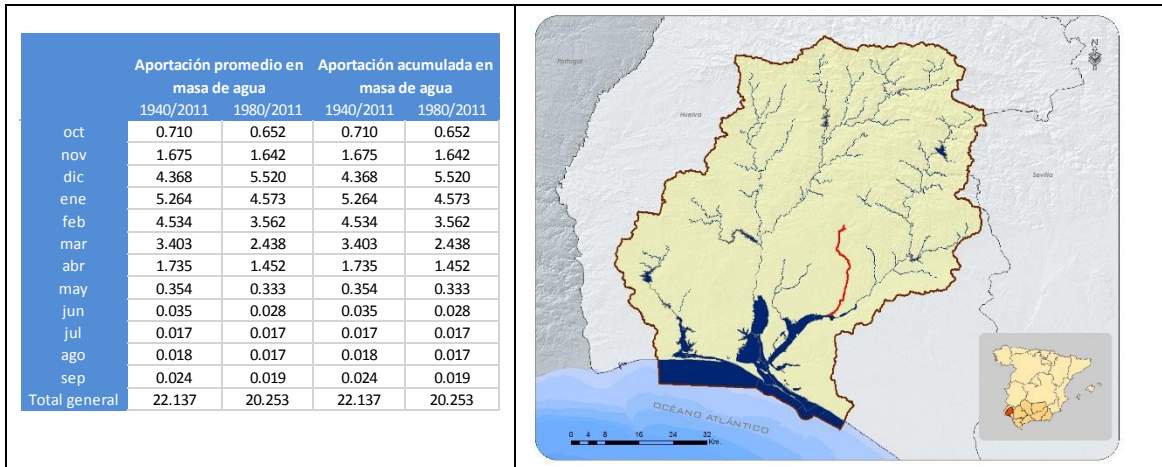 Aportación promedio en masa de agua Aportación acumulada en masa de agua
1940/2011 1980/2011 1940/2011 1980/2011
oct 0.710 0.652 0.710 0.652
nov 1.675 1.642 1.675 1.642
dic 4.368 5.520 4.368 5.520
ene 5.264 4.573 5.264 4.573
feb 4.534 3.562 4.534 3.562
mar 3.403 2.438 3.403 2.438
abr 1.735 1.452 1.735 1.452
may 0.354 0.333 0.354 0.333
jun 0.035 0.028 0.035 0.028
jul 0.017 0.017 0.017 0.017
ago 0.018 0.017 0.018 0.017
sep 0.024 0.019 0.024 0.019
Total general 22.137 20.253 22.137 20.253
N
Portugal
Huelva
Sevilla
OCÉANO ATLÁNTICO
0 4 8 16 24 32
Km.